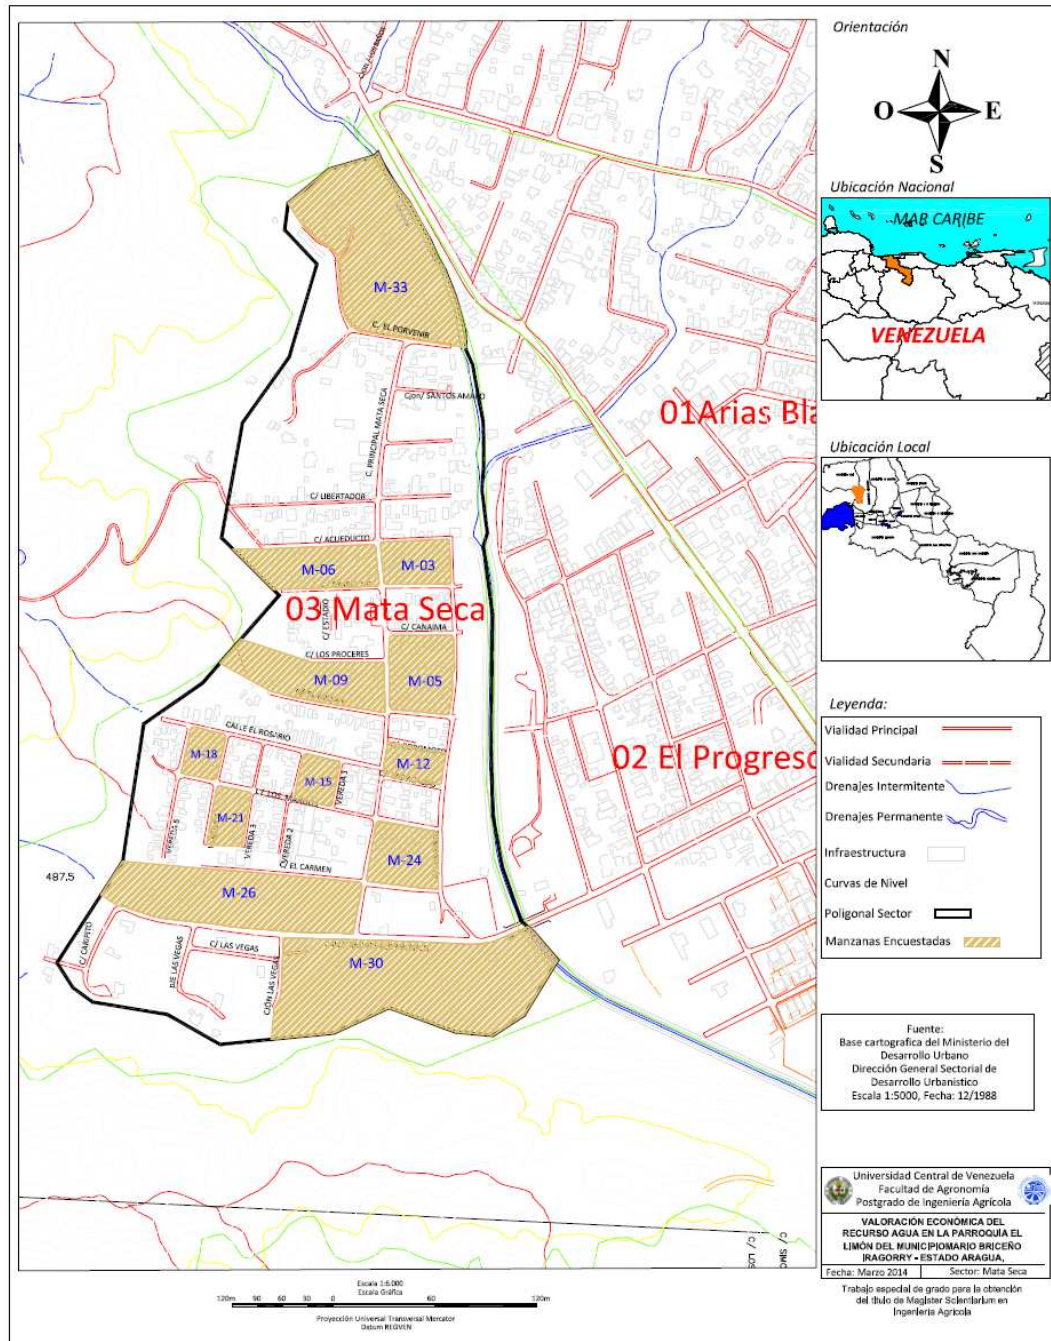 Orientación
N
O
E
S
Ubicación Nacional
MAR CARIBE
VENEZUELA
Ubicación Local
Leyenda:
Vialidad Principal
Vialidad Secundaria
Drenajes Intermitente
Drenajes Permanente
Infraestructura
Curvas de Nivel
Poligonal Sector
Manzanas Encuestadas
Fuente:
Base cartografica del Ministerio del
Desarrollo Urbano
Dirección General Sectorial de
Desarrollo Urbanistico
Escala 1:5000, Fecha: 12/1988
Universidad Central de Venezuela
Facultad de Agronomía
Postgrado de Ingeniería Agrícola
VALORACIÓN ECONÓMICA DEL
RECURSO AGUA EN LA PARROQUÍA EL
LIMÓN DEL MUNICIPIOMARIO BRICEÑO
IRAGORRY - ESTADO ARAGUA,
Fecha: Marzo 2014
Sector: Mata Seca
Trabajo especial de grado para la obtención
del título de Magister Scientiarium en
Ingeniería Agrícola
M-33
C. EL PORVENIR
Cjon/ SANTOS AMARO
C. PRINCIPAL MATA SECA
01Arias Bla
C/ LIBERTADOR
C/ ACUEDUCTO
M-06
M-03
03 Mata Seca
C/ ESTADIO
C/ CANAIMA
C/ LOS PROCERES
M-09
M-05
CALLE EL ROSARIO
M-18
M-15
M-12
02 El Progreso
VEREDA 1
M-21
VEREDA 5
VEREDA 3
VEREDA 2
M-24
C/ EL CARMEN
487.5
M-26
C/ CARIPITO
C/ LAS VEGAS
M-30
C/ LOS
C/ SIMO
Escala 1:6.000
Escala Gráfica
120m 90 60 30 0 60 120m
Proyección Universal Transversal Mercator
Datum REGVEN